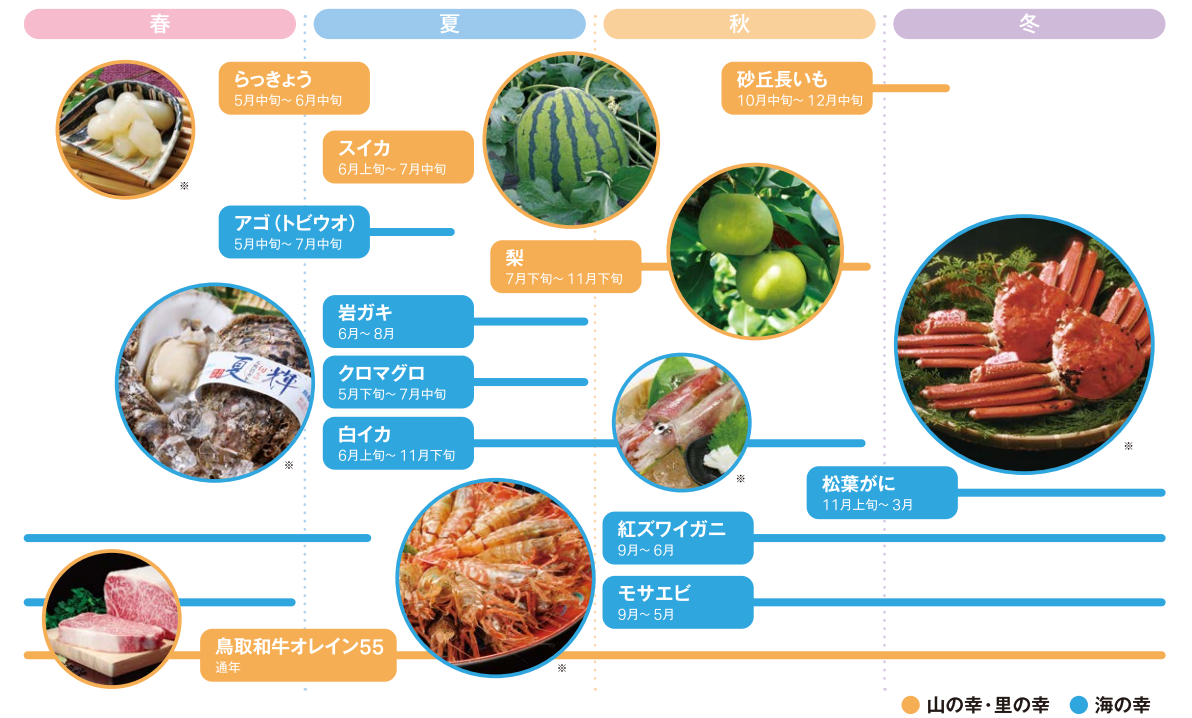 春
夏
秋
冬
らっきょう
5月中旬〜6月中旬
砂丘長いも
10月中旬〜12月中旬
スイカ
6月上旬〜7月中旬
※
アゴ(トビウオ)
5月中旬〜7月中旬
梨
7月下旬〜11月下旬
岩ガキ
6月〜8月
夏
輝
クロマグロ
5月下旬〜7月中旬
白イカ
6月上旬〜11月下旬
※
※
※
松葉がに
11月上旬〜3月
紅ズワイガニ
9月〜6月
モサエビ
9月〜5月
鳥取和牛オレイン55
通年
※
山の幸・里の幸
海の幸